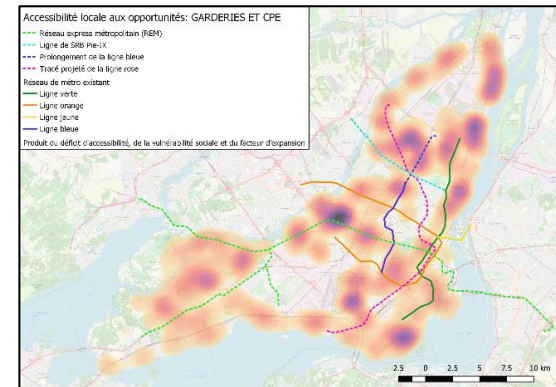 Accessibilité locale aux opportunités: GARDERIES ET CPE
Réseau express métropolitain (REM)
Ligne de SRB Pie-IX
Prolongement de la ligne bleue
Tracé projeté de la ligne rose
Réseau de métro existant
Ligne verte
Ligne orange
Ligne jaune
Ligne bleue
Produit du déficit d'accessibilité, de la vulnérabilité sociale et du facteur d'expansion
2.5 0 2.5 5 7.5 10 km